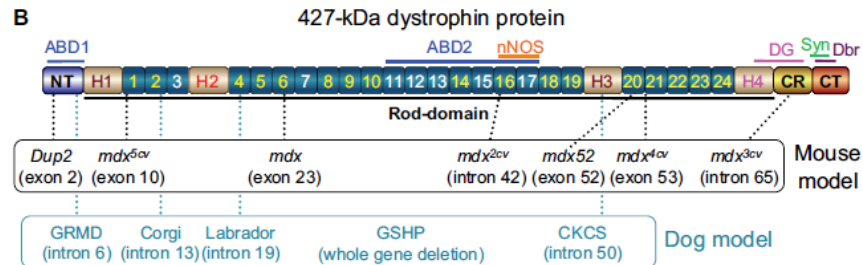 B
427-kDa dystrophin protein
ABD1 ABD2 nNOS DG Syn Dbr
NT H1 1 2 3 H2 4 5 6 7 8 9 10 11 12 13 14 15 16 17 18 19 H3 20 21 22 23 24 H4 CR CT
Rod-domain
Dup2 mdx5cv mdx mdx2cv mdx52 mdx4cv mdx3cv Mouse
(exon 2) (exon 10) (exon 23) (intron 42) (exon 52) (exon 53) (intron 65) model
GRMD Corgi Labrador GSHP CKCS Dog model
(intron 6) (intron 13) (intron 19) (whole gene deletion) (intron 50)